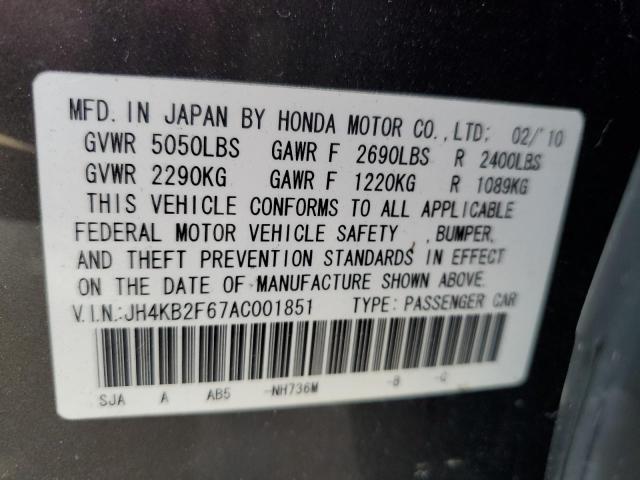 MFD. IN JAPAN BY HONDA MOTOR CO., LTD: 02/'10
GVWR 5050LBS GAWR F 2690LBS R 2400LBS
GVWR 2290KG GAWR F 1220KG R 1089KG
THIS VEHICLE CONFORMS TO ALL APPLICABLE
FEDERAL MOTOR VEHICLE SAFETY , BUMPER,
AND THEFT PREVENTION STANDARDS IN EFFECT
ON THE DATE OF MANUFACTURE SHOWN ABOVE.
V.I.N.:JH4KB2F67AC001851 TYPE: PASSENGER CAR
SJA A AB5 -NH736M -B -G